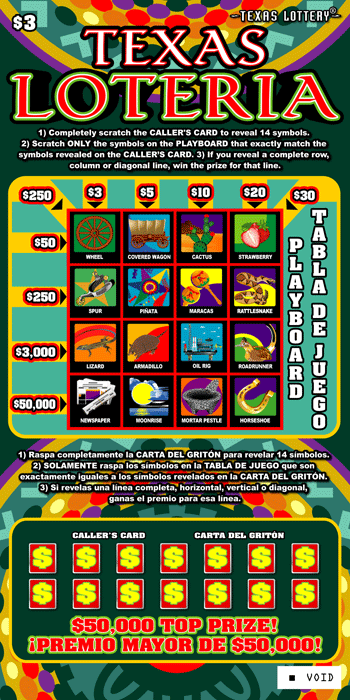 $3
TEXAS LOTTERY®
TEXAS
LOTERIA
1) Completely scratch the CALLER'S CARD to reveal 14 symbols.
2) Scratch ONLY the symbols on the PLAYBOARD that exactly match the
symbols revealed on the CALLER'S CARD. 3) If you reveal a complete row,
column or diagonal line, win the prize for that line.
$250 $3 $5 $10 $20 $30
$50
WHEEL COVERED WAGON CACTUS STRAWBERRY
$250
SPUR PIÑATA MARACAS RATTLESNAKE
$3,000
LIZARD ARMADILLO OIL RIG ROADRUNNER
$50,000
NEWSPAPER MOONRISE MORTAR PESTLE HORSESHOE
PLAYBOARD
TABLA DE JUEGO
1) Raspa completamente la CARTA DEL GRITÓN para revelar 14 símbolos.
2) SOLAMENTE raspa los símbolos en la TABLA DE JUEGO que son
exactamente iguales a los símbolos revelados en la CARTA DEL GRITÓN.
3) Si revelas una línea completa, horizontal, vertical o diagonal,
ganas el premio para esa línea.
CALLER'S CARD CARTA DEL GRITÓN
$ $ $ $ $ $ $
$ $ $ $ $ $ $
$50,000 TOP PRIZE!
¡PREMIO MAYOR DE $50,000!
VOID